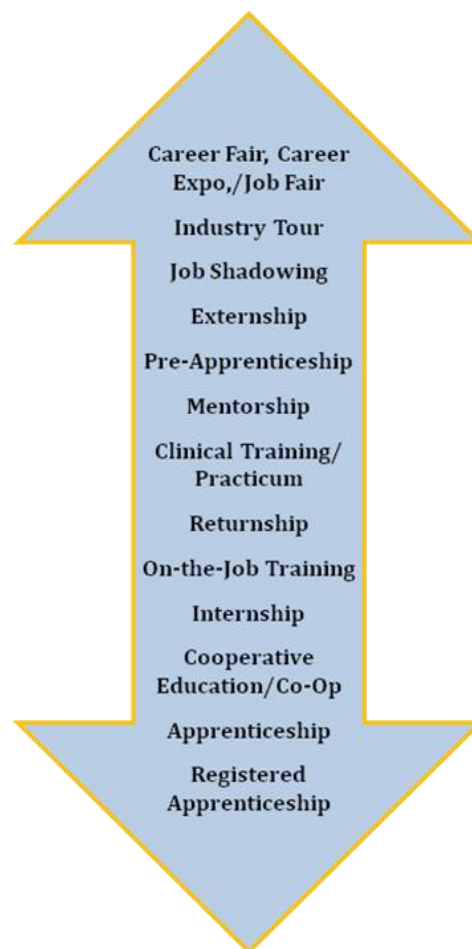 Career Fair, Career
Expo,/Job Fair
Industry Tour
Job Shadowing
Externship
Pre-Apprenticeship
Mentorship
Clinical Training/
Practicum
Returnship
On-the-Job Training
Internship
Cooperative
Education/Co-Op
Apprenticeship
Registered
Apprenticeship